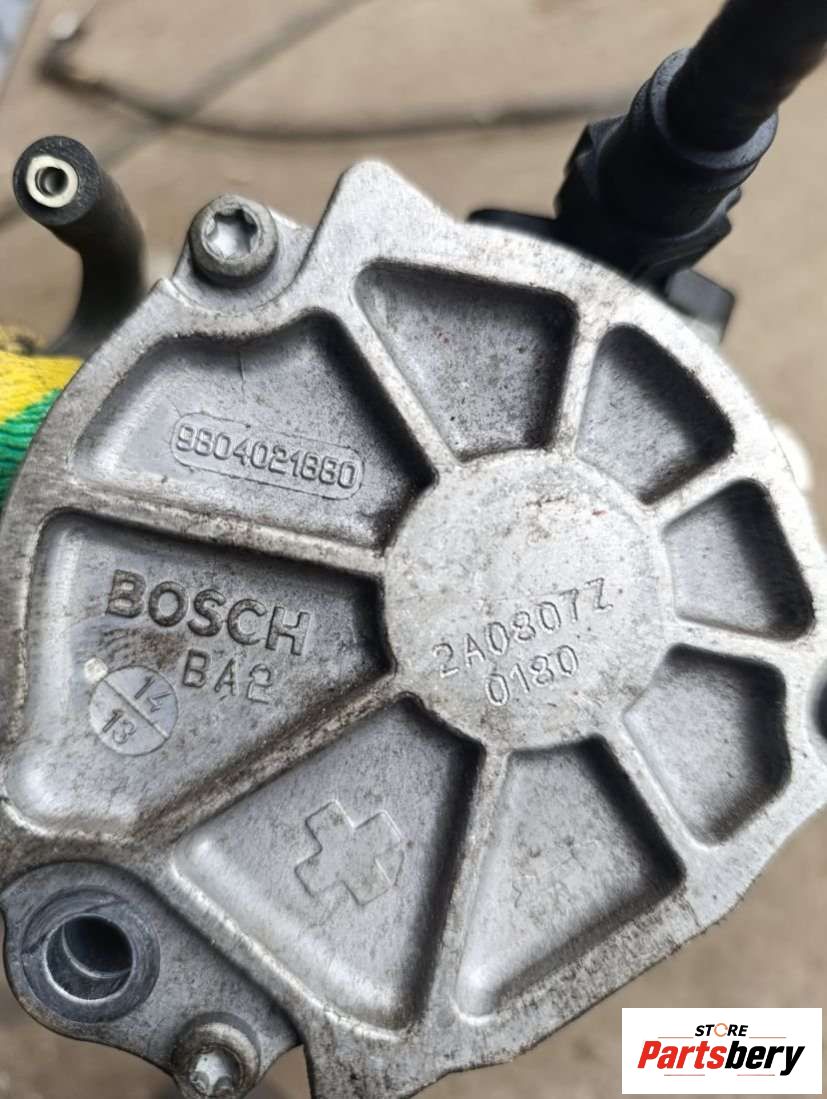 9804021880
BOSCH
BA2
14
13
2A0807Z
0180
STORE
Partsbery